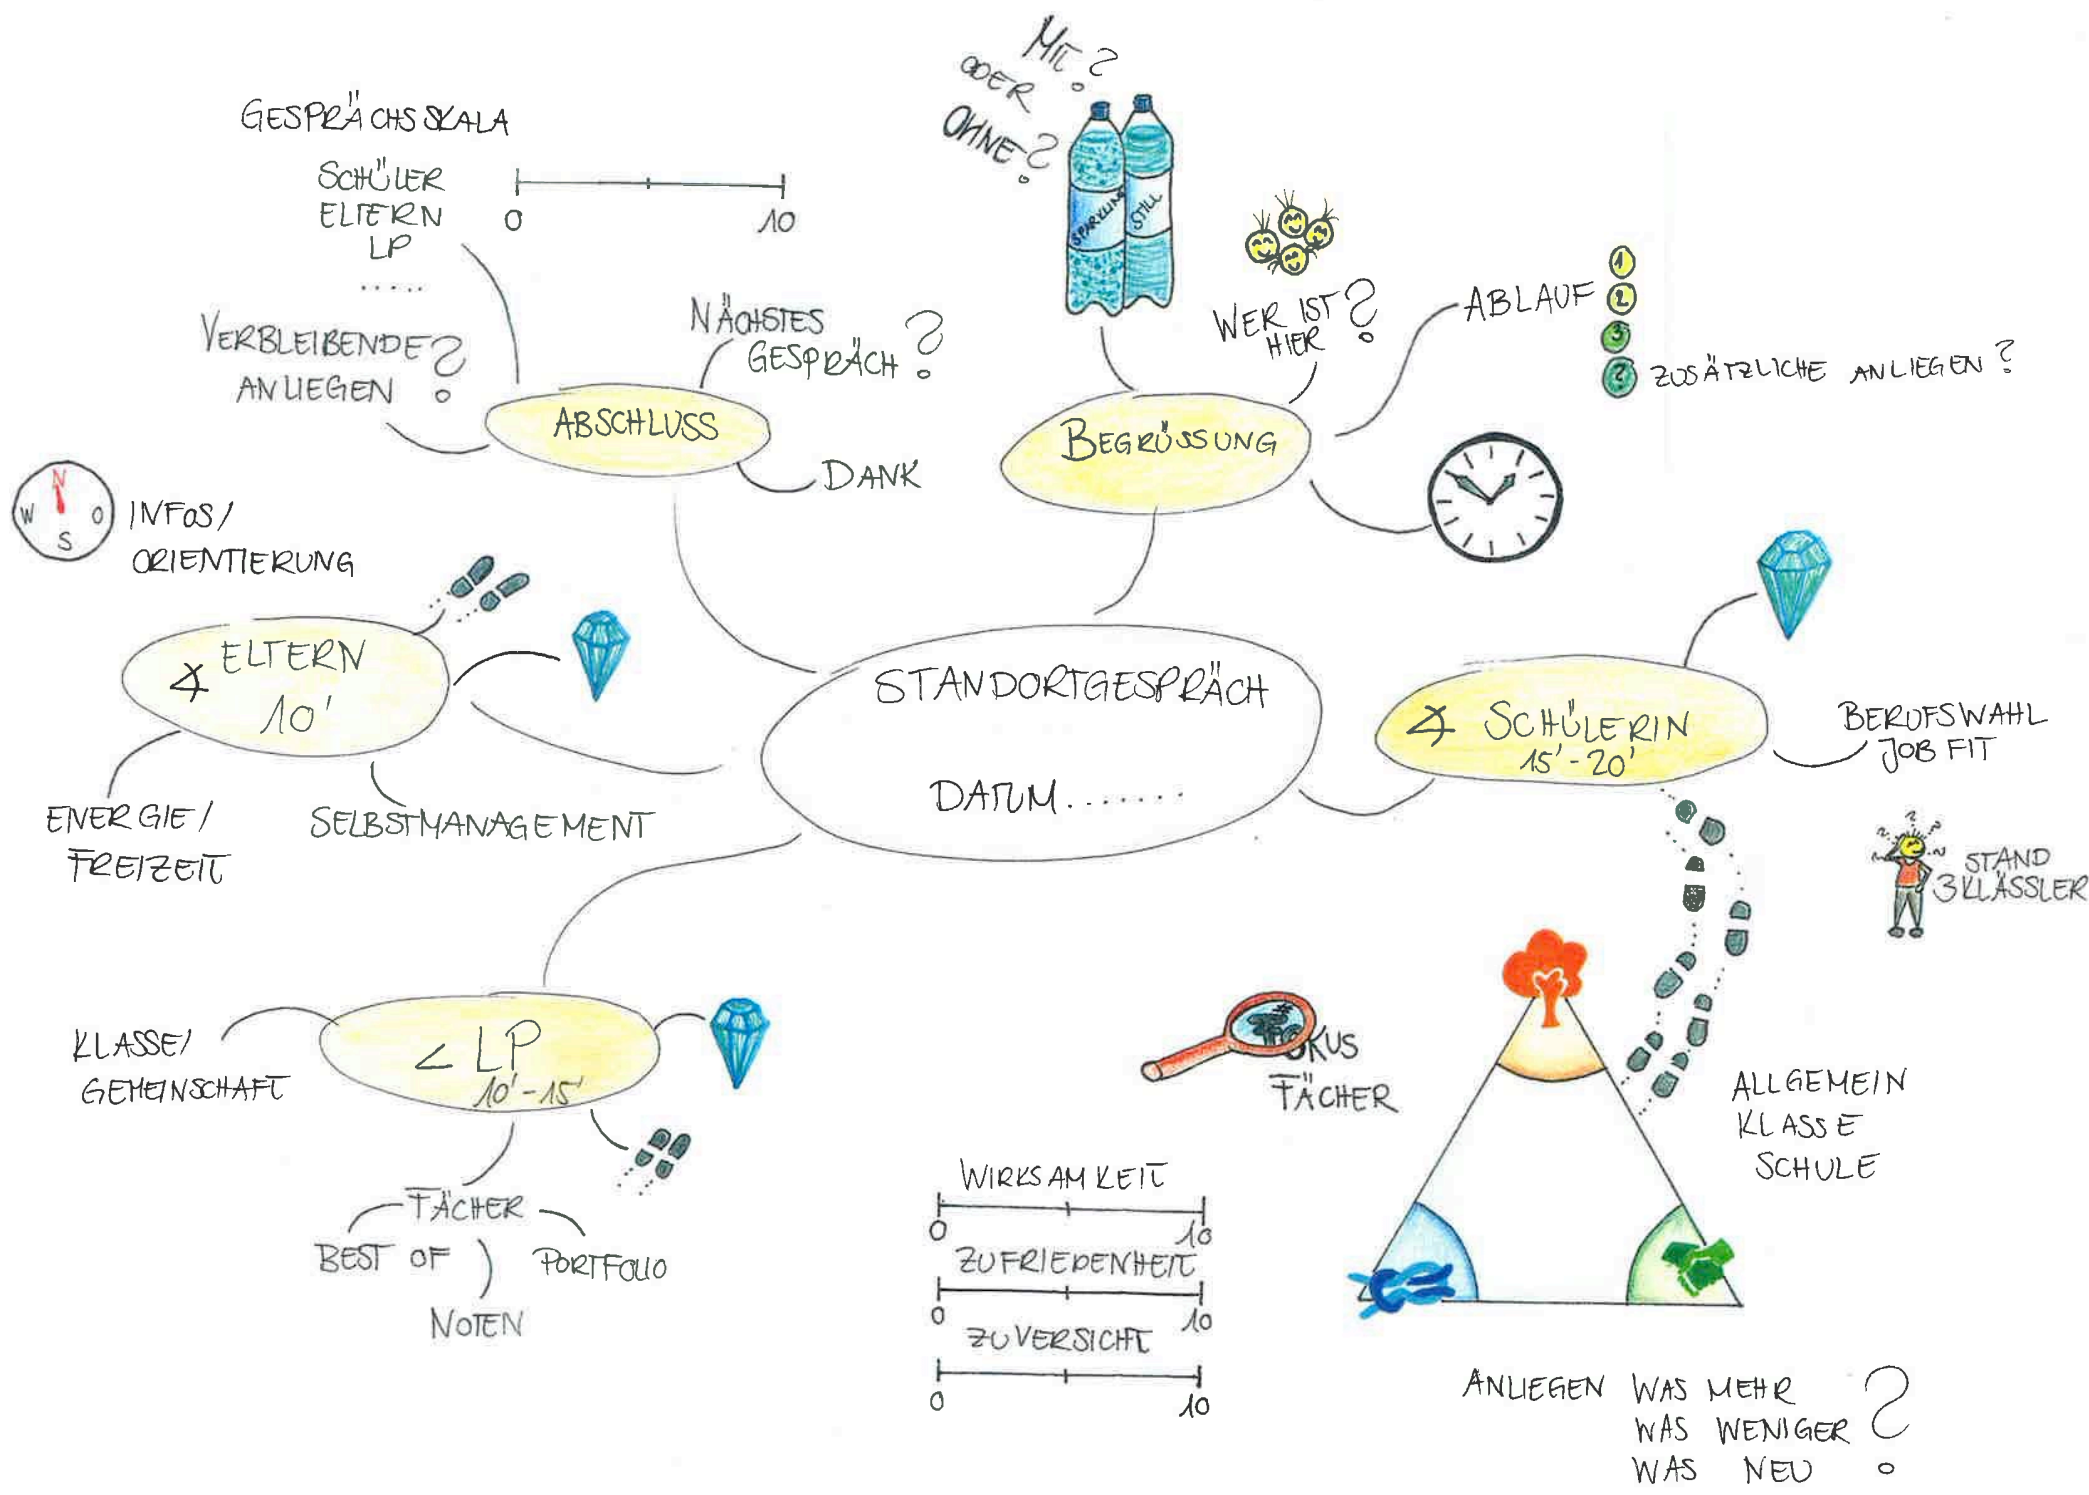 MIT?
ODER
OHNE?
SPARKLING
STILL
GESPRÄCHSSKALA
SCHÜLER
ELTERN
LP
.....
0
10
VERBLEIBENDE
ANLIEGEN ?
NÄCHSTES
GESPRÄCH ?
ABSCHLUSS
DANK
WER IST
HIER ?
ABLAUF
1
2
3
?
ZUSÄTZLICHE ANLIEGEN ?
BEGRÜSSUNG
N
W O
S
INFOS/
ORIENTIERUNG
ELTERN
10'
ENERGIE/
FREIZEIT
SELBSTMANAGEMENT
STANDORTGESPRÄCH
DATUM.......
SCHÜLERIN
15'-20'
BERUFSWAHL
JOB FIT
STAND
3KLÄSSLER
KLASSE/
GEMEINSCHAFT
< LP
10'-15'
FÄCHER
BEST OF
PORTFOLIO
NOTEN
OKUS
FÄCHER
WIRKSAMKEIT
0
10
ZUFRIEDENHEIT
0
10
ZUVERSICHT
0
10
ALLGEMEIN
KLASSE
SCHULE
ANLIEGEN WAS MEHR
WAS WENIGER ?
WAS NEU